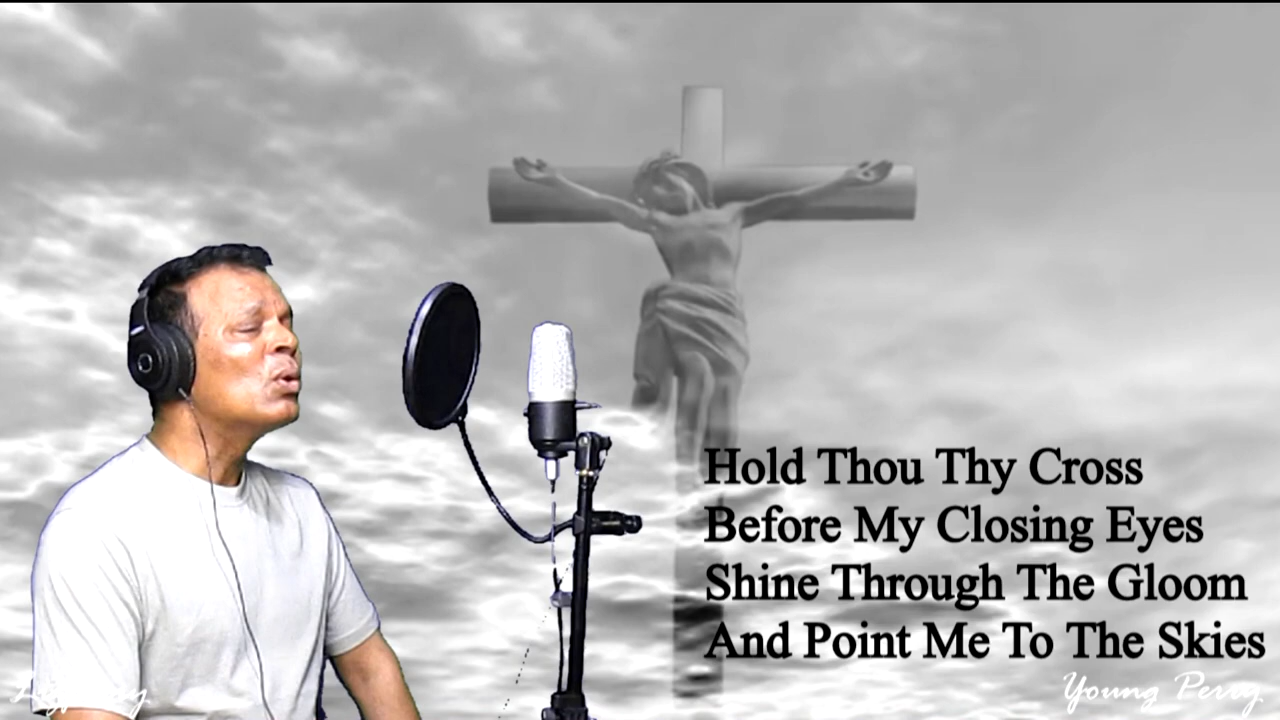 Hold Thou Thy Cross
Before My Closing Eyes
Shine Through The Gloom
And Point Me To The Skies
Young Perry